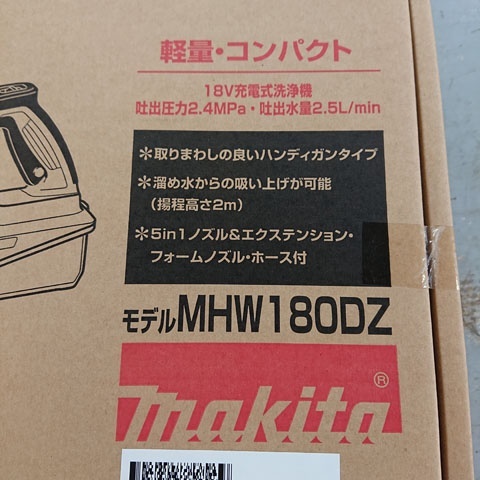 軽量・コンパクト
18V充電式洗浄機
吐出圧力2.4MPa・吐出水量2.5L/min
＊取りまわしの良いハンディガンタイプ
＊溜め水からの吸い上げが可能
（揚程高さ2m）
＊5in1ノズル&エクステンション・
フォームノズル・ホース付
モデルMHW180DZ
makita®